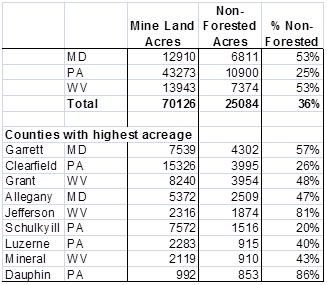 Non-
Mine Land Forested % Non-
Acres Acres Forested
MD 12910 6811 53%
PA 43273 10900 25%
WV 13943 7374 53%
Total 70126 25084 36%
Counties with highest acreage
Garrett MD 7539 4302 57%
Clearfield PA 15326 3995 26%
Grant WV 8240 3954 48%
Allegany MD 5372 2509 47%
Jefferson WV 2316 1874 81%
Schulkyill PA 7572 1516 20%
Luzerne PA 2283 915 40%
Mineral WV 2119 910 43%
Dauphin PA 992 853 86%